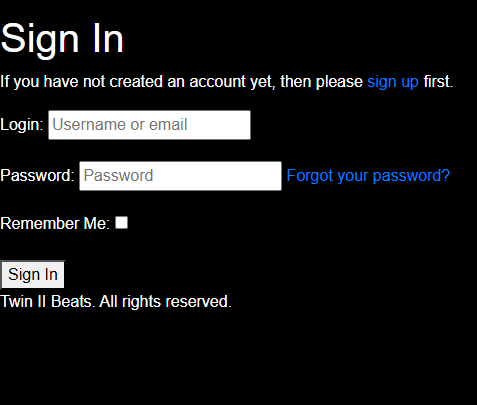 Sign In
If you have not created an account yet, then please sign up first.
Login: Username or email
Password: Password Forgot your password?
Remember Me:
Sign In
Twin II Beats. All rights reserved.